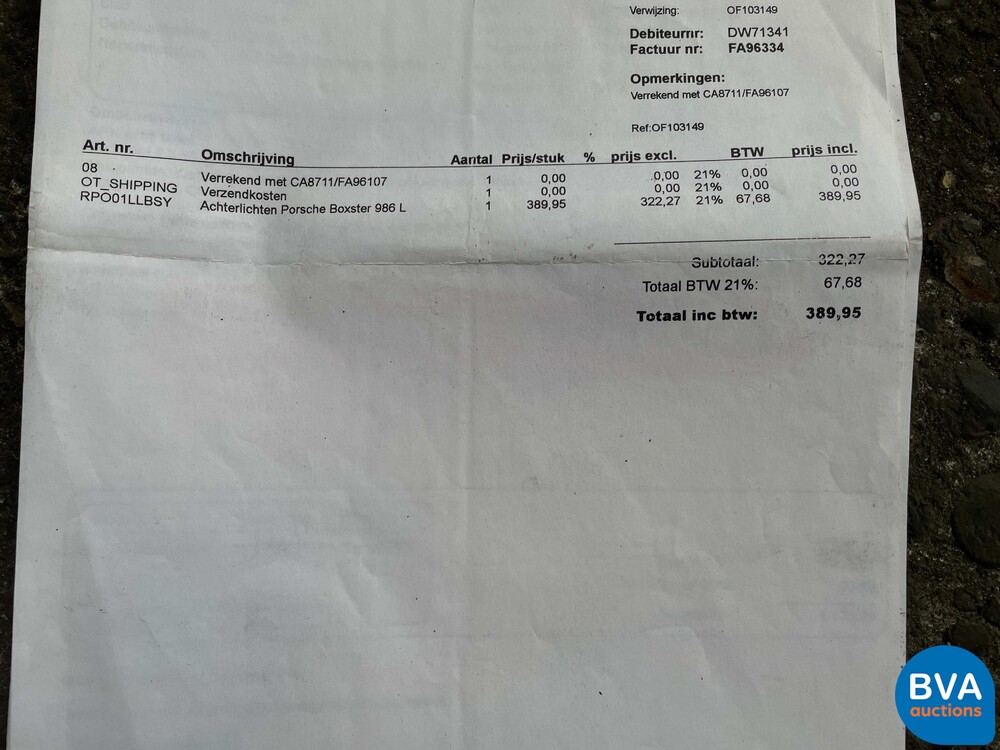 Verwijzing: OF103149
Debiteurnr: DW71341
Factuur nr: FA96334
Opmerkingen:
Verrekend met CA8711/FA96107
Ref:OF103149
Art. nr. Omschrijving Aantal Prijs/stuk % prijs excl. BTW prijs incl.
08 Verrekend met CA8711/FA96107 1 0,00 0,00 21% 0,00 0,00
OT_SHIPPING Verzendkosten 1 0,00 0,00 21% 0,00 0,00
RPO01LLBSY Achterlichten Porsche Boxster 986 L 1 389,95 322,27 21% 67,68 389,95
Subtotaal: 322,27
Totaal BTW 21%: 67,68
Totaal inc btw: 389,95
BVA
auctions